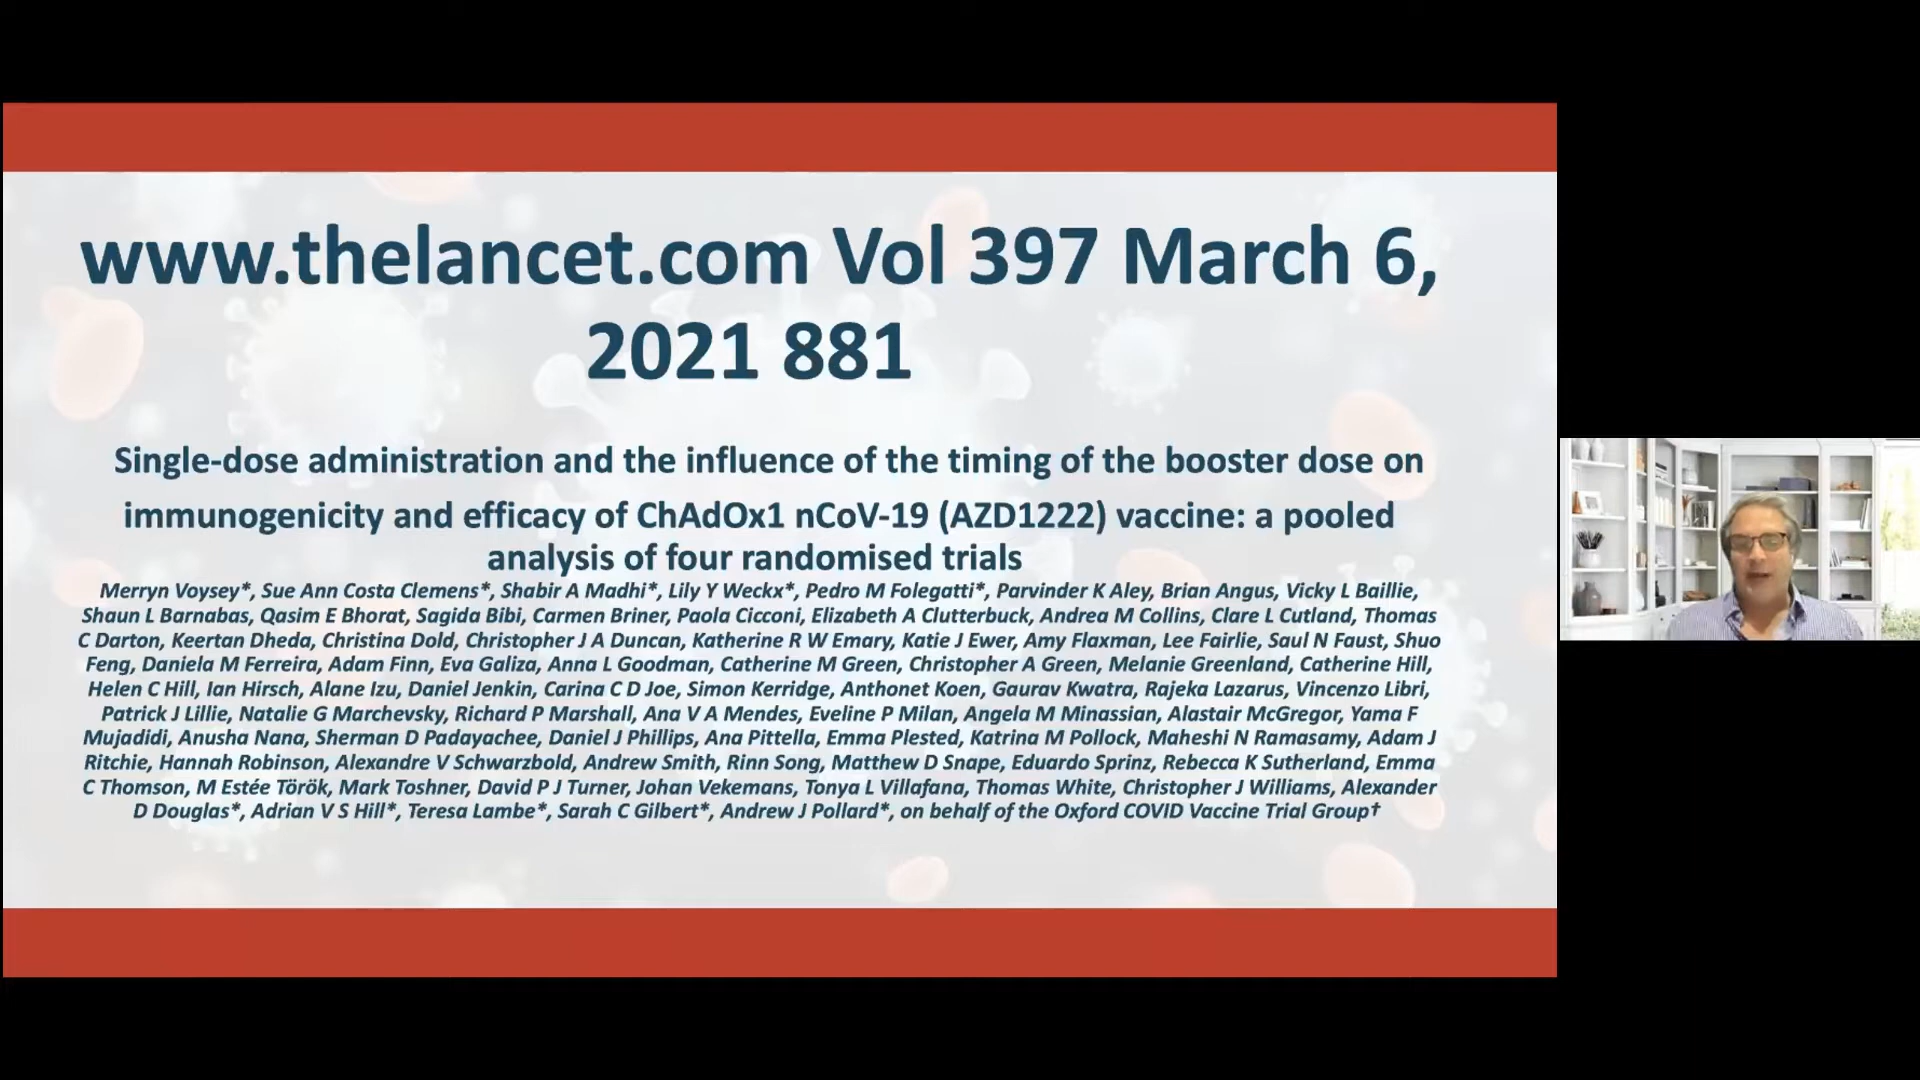 www.thelancet.com Vol 397 March 6,
2021 881
Single-dose administration and the influence of the timing of the booster dose on
immunogenicity and efficacy of ChAdOx1 nCoV-19 (AZD1222) vaccine: a pooled
analysis of four randomised trials
Merryn Voysey*, Sue Ann Costa Clemens*, Shabir A Madhi*, Lily Y Weckx*, Pedro M Folegatti*, Parvinder K Aley, Brian Angus, Vicky L Baillie,
Shaun L Barnabas, Qasim E Bhorat, Sagida Bibi, Carmen Briner, Paola Cicconi, Elizabeth A Clutterbuck, Andrea M Collins, Clare L Cutland, Thomas
C Darton, Keertan Dheda, Christina Dold, Christopher J A Duncan, Katherine R W Emary, Katie J Ewer, Amy Flaxman, Lee Fairlie, Saul N Faust, Shuo
Feng, Daniela M Ferreira, Adam Finn, Eva Galiza, Anna L Goodman, Catherine M Green, Christopher A Green, Melanie Greenland, Catherine Hill,
Helen C Hill, Ian Hirsch, Alane Izu, Daniel Jenkin, Carina C D Joe, Simon Kerridge, Anthonet Koen, Gaurav Kwatra, Rajeka Lazarus, Vincenzo Libri,
Patrick J Lillie, Natalie G Marchevsky, Richard P Marshall, Ana V A Mendes, Eveline P Milan, Angela M Minassian, Alastair McGregor, Yama F
Mujadidi, Anusha Nana, Sherman D Padayachee, Daniel J Phillips, Ana Pittella, Emma Plested, Katrina M Pollock, Maheshi N Ramasamy, Adam J
Ritchie, Hannah Robinson, Alexandre V Schwarzbold, Andrew Smith, Rinn Song, Matthew D Snape, Eduardo Sprinz, Rebecca K Sutherland, Emma
C Thomson, M Estée Török, Mark Toshner, David P J Turner, Johan Vekemans, Tonya L Villafana, Thomas White, Christopher J Williams, Alexander
D Douglas*, Adrian V S Hill*, Teresa Lambe*, Sarah C Gilbert*, Andrew J Pollard*, on behalf of the Oxford COVID Vaccine Trial Group†